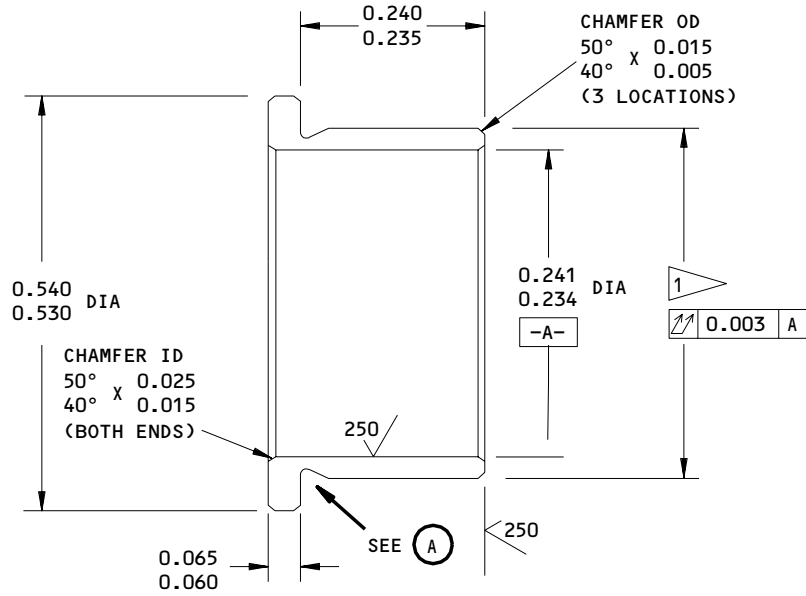 0.240
0.235
CHAMFER OD
50° X 0.015
40° 0.005
(3 LOCATIONS)
0.540
0.530 DIA
0.241
0.234 DIA
-A-
1
0.003 A
CHAMFER ID
50° X 0.025
40° 0.015
(BOTH ENDS)
250
SEE A
250
0.065
0.060